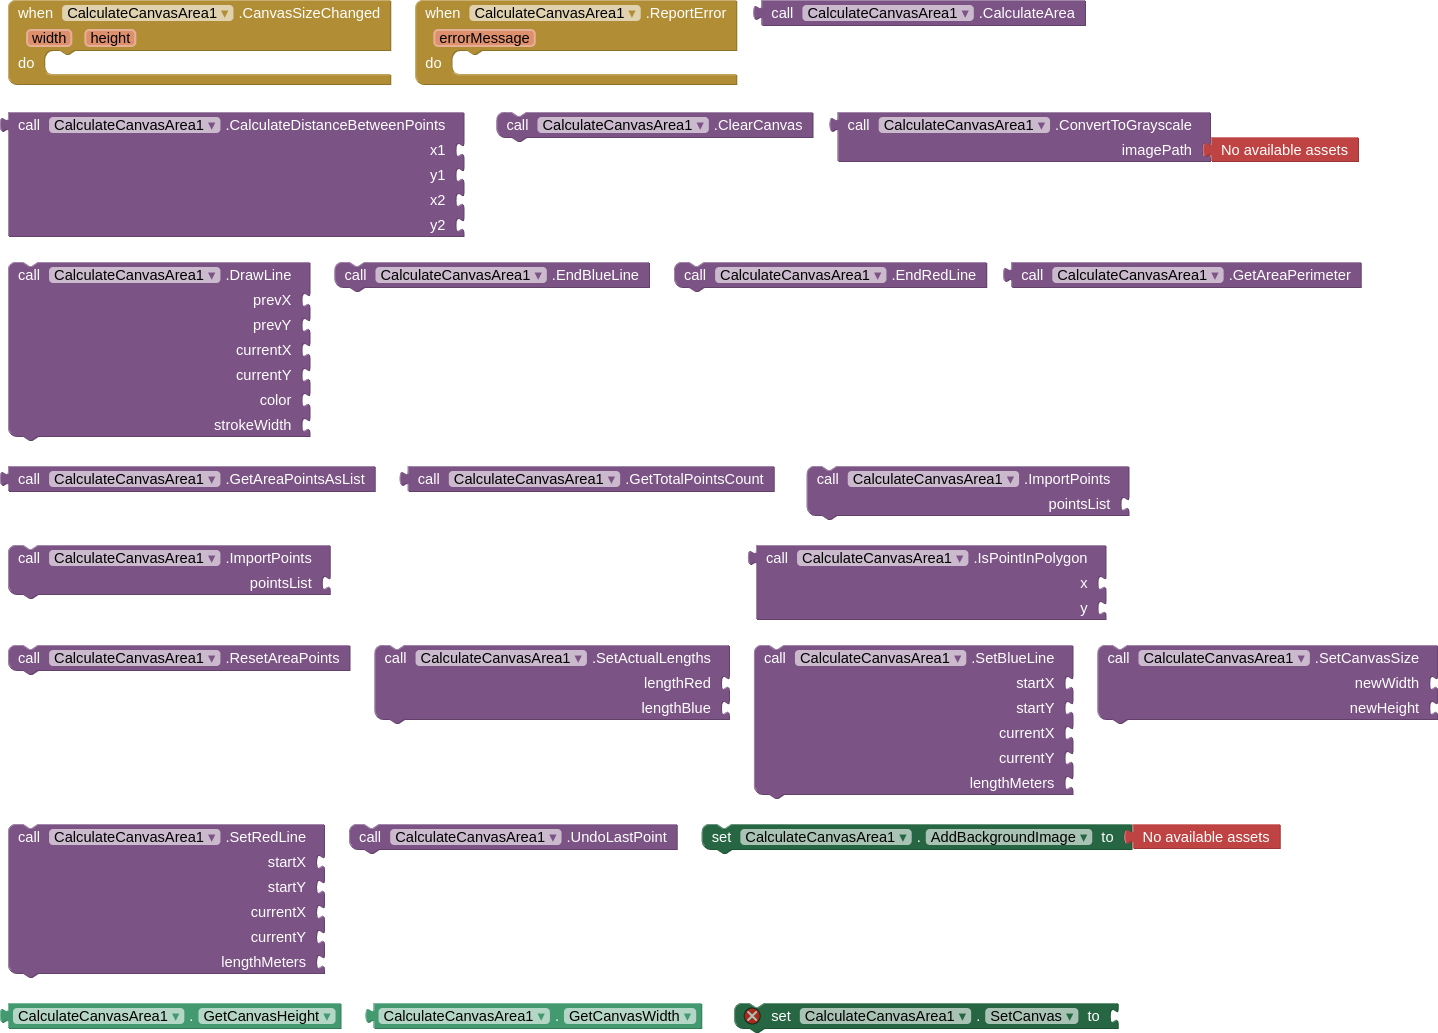 when CalculateCanvasArea1 .CanvasSizeChanged
width height
do
when CalculateCanvasArea1 .ReportError
errorMessage
do
call CalculateCanvasArea1 .CalculateArea
call CalculateCanvasArea1 .CalculateDistanceBetweenPoints
x1
y1
x2
y2
call CalculateCanvasArea1 .ClearCanvas
call CalculateCanvasArea1 .ConvertToGrayscale
imagePath No available assets
call CalculateCanvasArea1 .DrawLine
prevX
prevY
currentX
currentY
color
strokeWidth
call CalculateCanvasArea1 .EndBlueLine
call CalculateCanvasArea1 .EndRedLine
call CalculateCanvasArea1 .GetAreaPerimeter
call CalculateCanvasArea1 .GetAreaPointsAsList
call CalculateCanvasArea1 .GetTotalPointsCount
call CalculateCanvasArea1 .ImportPoints
pointsList
call CalculateCanvasArea1 .ImportPoints
pointsList
call CalculateCanvasArea1 .IsPointInPolygon
x
y
call CalculateCanvasArea1 .ResetAreaPoints
call CalculateCanvasArea1 .SetActualLengths
lengthRed
lengthBlue
call CalculateCanvasArea1 .SetBlueLine
startX
startY
currentX
currentY
lengthMeters
call CalculateCanvasArea1 .SetCanvasSize
newWidth
newHeight
call CalculateCanvasArea1 .SetRedLine
startX
startY
currentX
currentY
lengthMeters
call CalculateCanvasArea1 .UndoLastPoint
set CalculateCanvasArea1 . AddBackgroundImage to No available assets
CalculateCanvasArea1 . GetCanvasHeight
CalculateCanvasArea1 . GetCanvasWidth
set CalculateCanvasArea1 . SetCanvas to